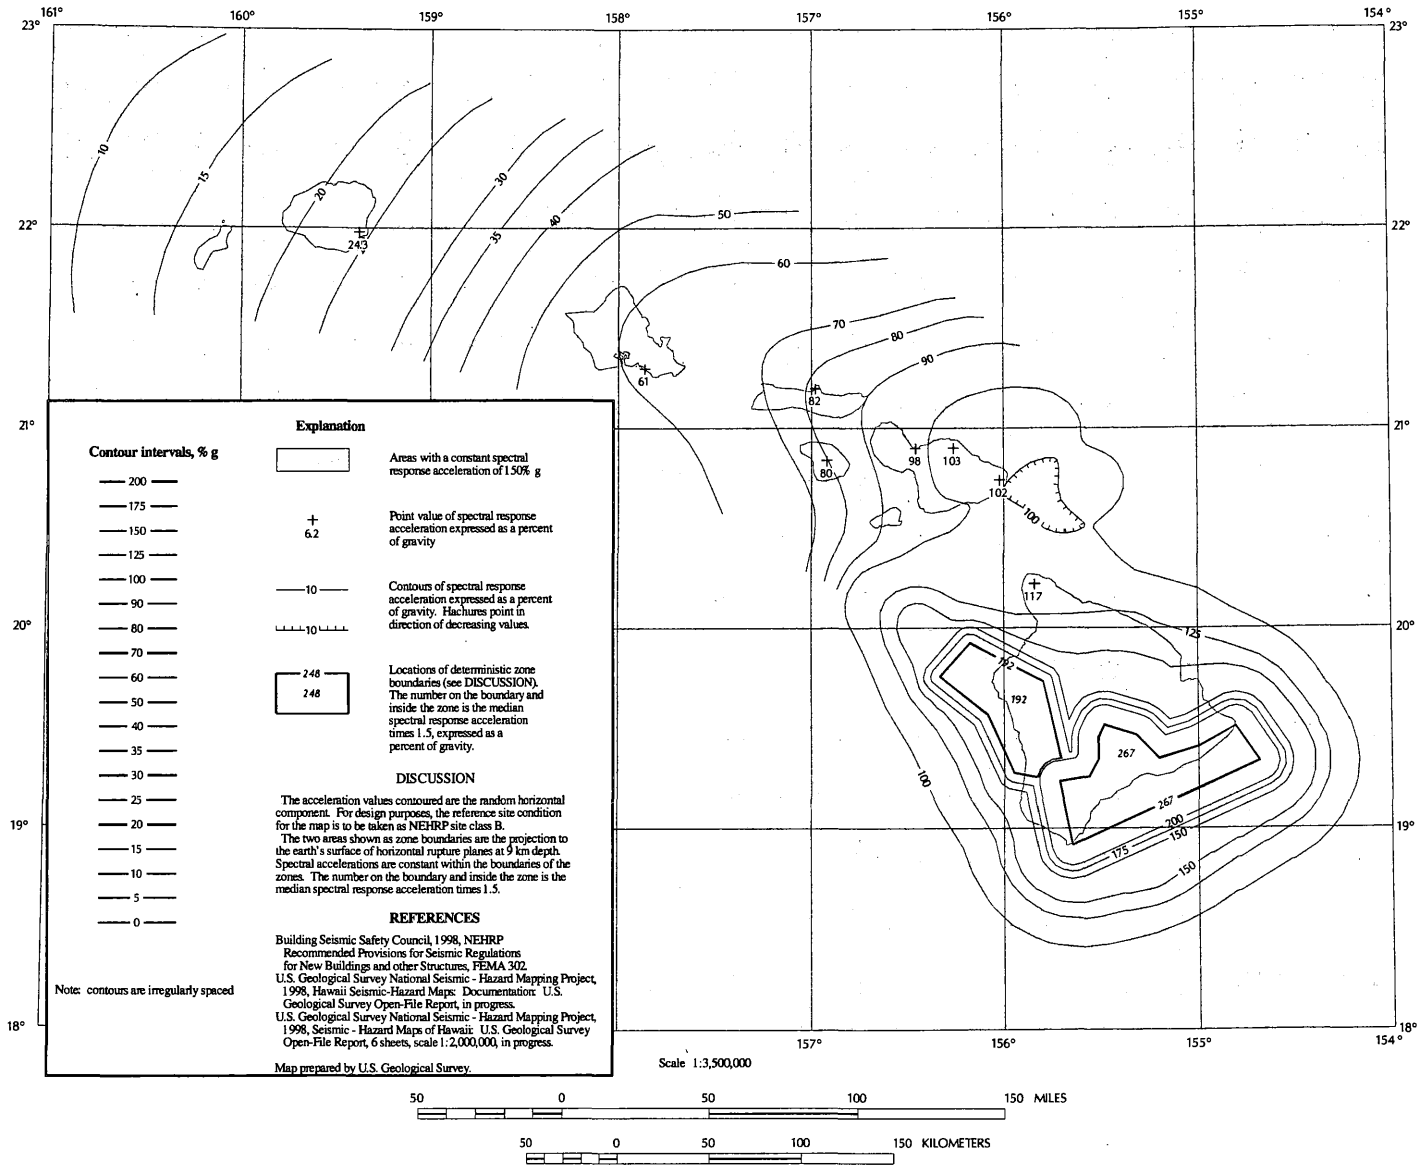 161° 160° 159° 158° 157° 156° 155° 154°
23° 23°
10
15
20
30
35
40
50
22° 22°
243
60
70
80
90
61
82
21° 21°
80
98
103
102
100
117
20° 20°
125
192
192
267
267
100
200
150
175
150
19° 19°
18° 18°
157° 156° 155° 154°
Contour intervals, % g
200
175
150
125
100
90
80
70
60
50
40
35
30
25
20
15
10
5
0
Note: contours are irregularly spaced
Explanation
Areas with a constant spectral
response acceleration of 150% g
+
6.2
Point value of spectral response
acceleration expressed as a percent
of gravity
10
10
Contours of spectral response
acceleration expressed as a percent
of gravity. Hachures point in
direction of decreasing values.
248
248
Locations of deterministic zone
boundaries (see DISCUSSION).
The number on the boundary and
inside the zone is the median
spectral response acceleration
times 1.5, expressed as a
percent of gravity.
DISCUSSION
The acceleration values contoured are the random horizontal
component. For design purposes, the reference site condition
for the map is to be taken as NEHRP site class B.
The two areas shown as zone boundaries are the projection to
the earth's surface of horizontal rupture planes at 9 km depth.
Spectral accelerations are constant within the boundaries of the
zones. The number on the boundary and inside the zone is the
median spectral response acceleration times 1.5.
REFERENCES
Building Seismic Safety Council, 1998, NEHRP
Recommended Provisions for Seismic Regulations
for New Buildings and other Structures, FEMA 302.
U.S. Geological Survey National Seismic - Hazard Mapping Project,
1998, Hawaii Seismic-Hazard Maps: Documentation: U.S.
Geological Survey Open-File Report, in progress.
U.S. Geological Survey National Seismic - Hazard Mapping Project,
1998, Seismic - Hazard Maps of Hawaii: U.S. Geological Survey
Open-File Report, 6 sheets, scale 1:2,000,000, in progress.
Map prepared by U.S. Geological Survey.
Scale 1:3,500,000
50 0 50 100 150 MILES
50 0 50 100 150 KILOMETERS